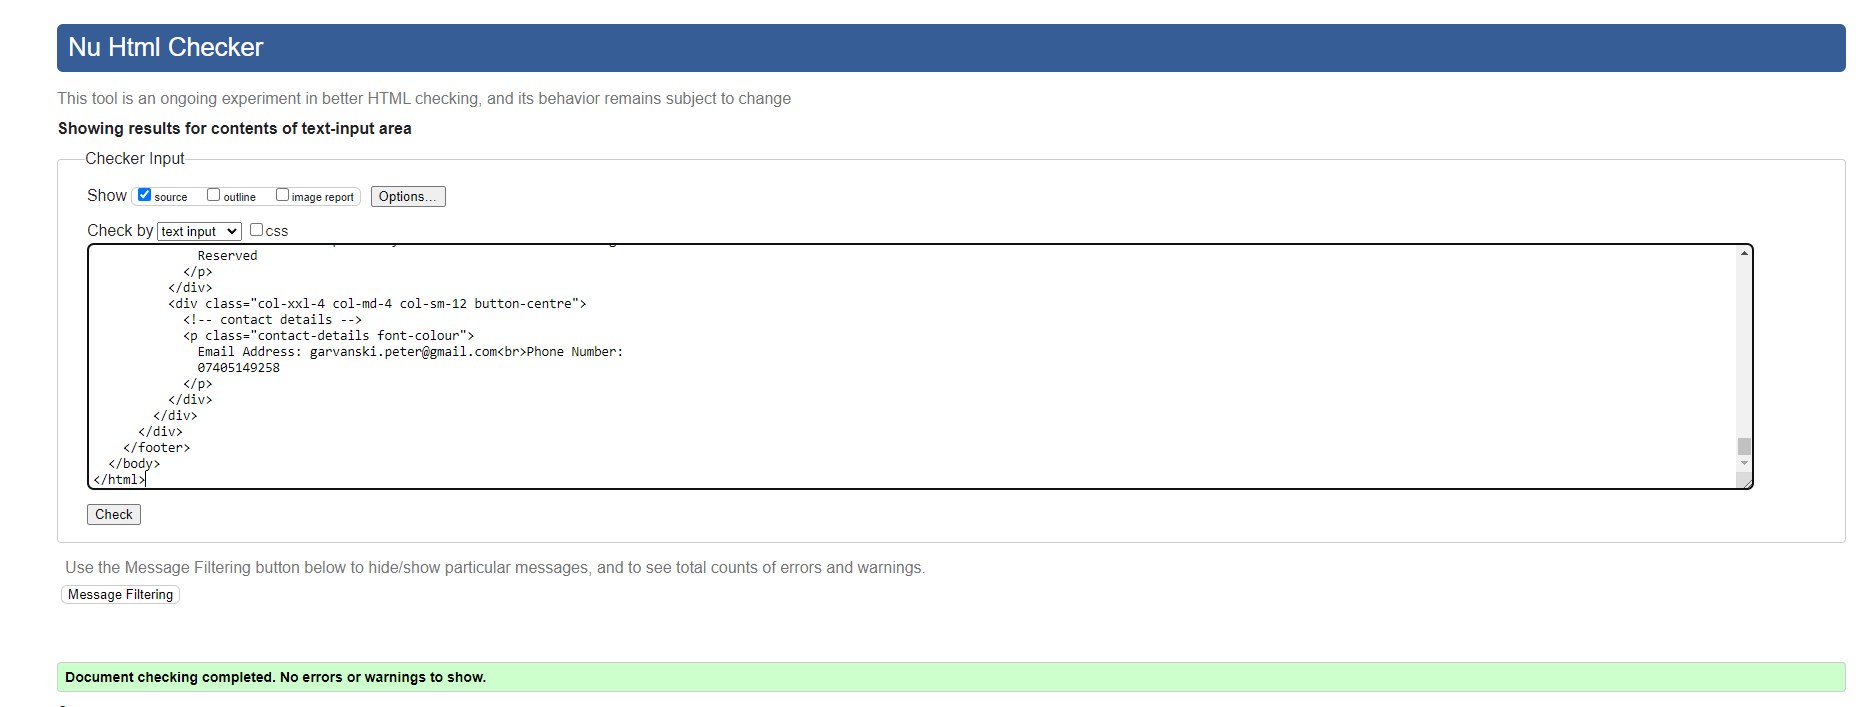 Nu Html Checker
This tool is an ongoing experiment in better HTML checking, and its behavior remains subject to change
Showing results for contents of text-input area
Checker Input
Show source outline image report Options...
Check by text input css
Reserved
</p>
</div>
<div class="col-xxl-4 col-md-4 col-sm-12 button-centre">
<!-- contact details -->
<p class="contact-details font-colour">
Email Address: garvanski.peter@gmail.com<br>Phone Number:
07405149258
</p>
</div>
</div>
</div>
</footer>
</body>
</html>
Check
Use the Message Filtering button below to hide/show particular messages, and to see total counts of errors and warnings.
Message Filtering
Document checking completed. No errors or warnings to show.